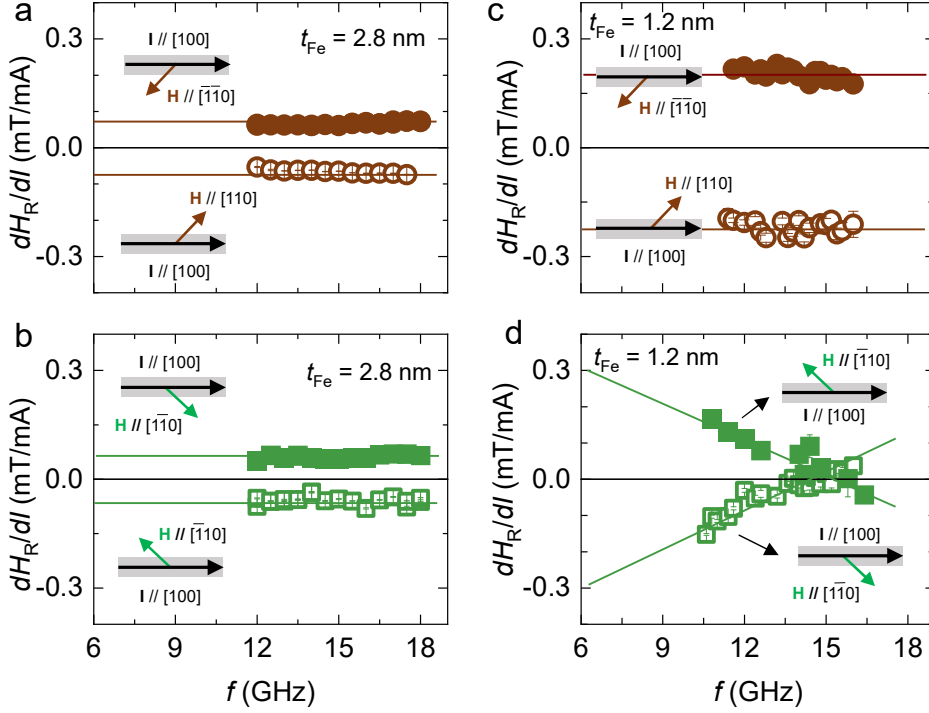 a
I // [100]
H // [1̄1̄0]
t_Fe = 2.8 nm
H // [110]
I // [100]
dH_R/dI (mT/mA)
0.3
0.0
-0.3
c
t_Fe = 1.2 nm
I // [100]
H // [1̄1̄0]
H // [110]
I // [100]
dH_R/dI (mT/mA)
0.3
0.0
-0.3
b
I // [100]
H // [11̄0]
t_Fe = 2.8 nm
H // [1̄10]
I // [100]
dH_R/dI (mT/mA)
0.3
0.0
-0.3
6 9 12 15 18
f (GHz)
d
t_Fe = 1.2 nm
H // [1̄10]
I // [100]
I // [100]
H // [11̄0]
dH_R/dI (mT/mA)
0.3
0.0
-0.3
6 9 12 15 18
f (GHz)